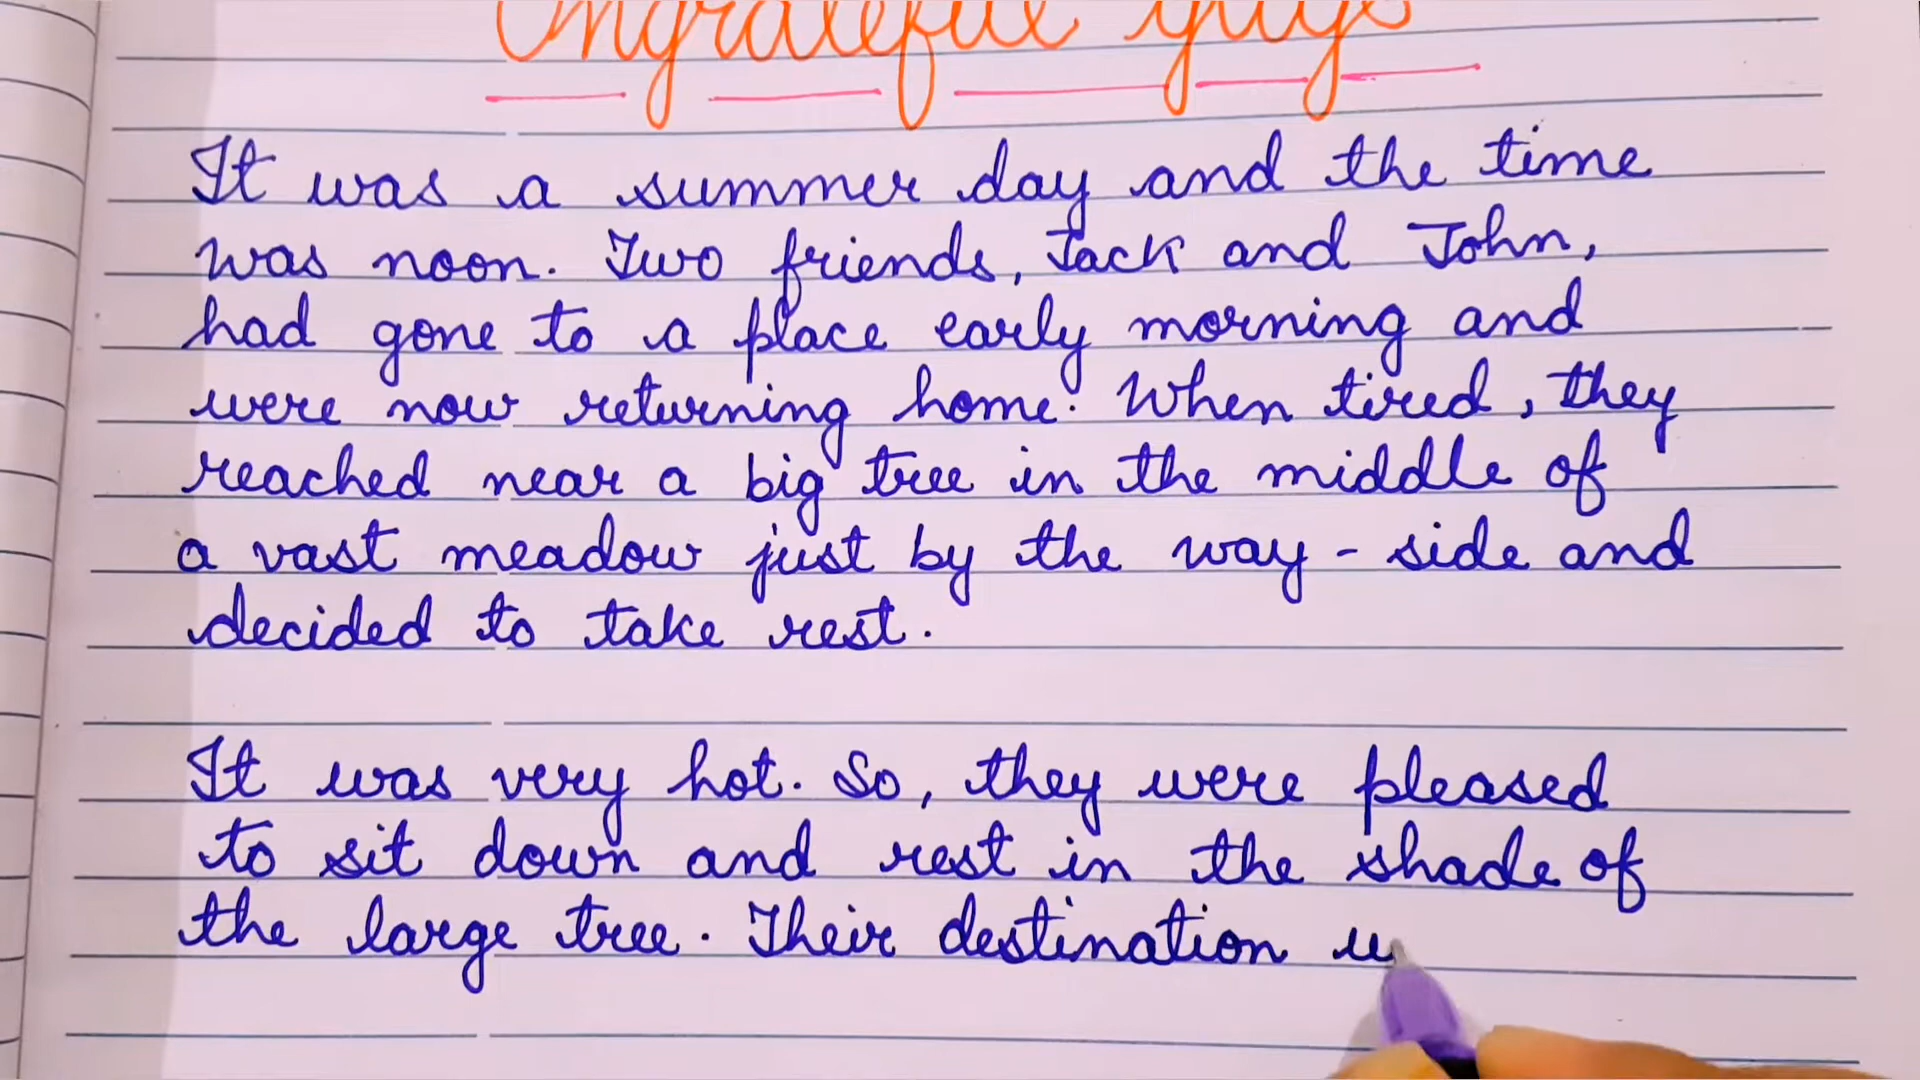 Ungrateful guys
It was a summer day and the time
was noon. Two friends, Jack and John,
had gone to a place early morning and
were now returning home. When tired, they
reached near a big tree in the middle of
a vast meadow just by the way - side and
decided to take rest.
It was very hot. So, they were pleased
to sit down and rest in the shade of
the large tree. Their destination